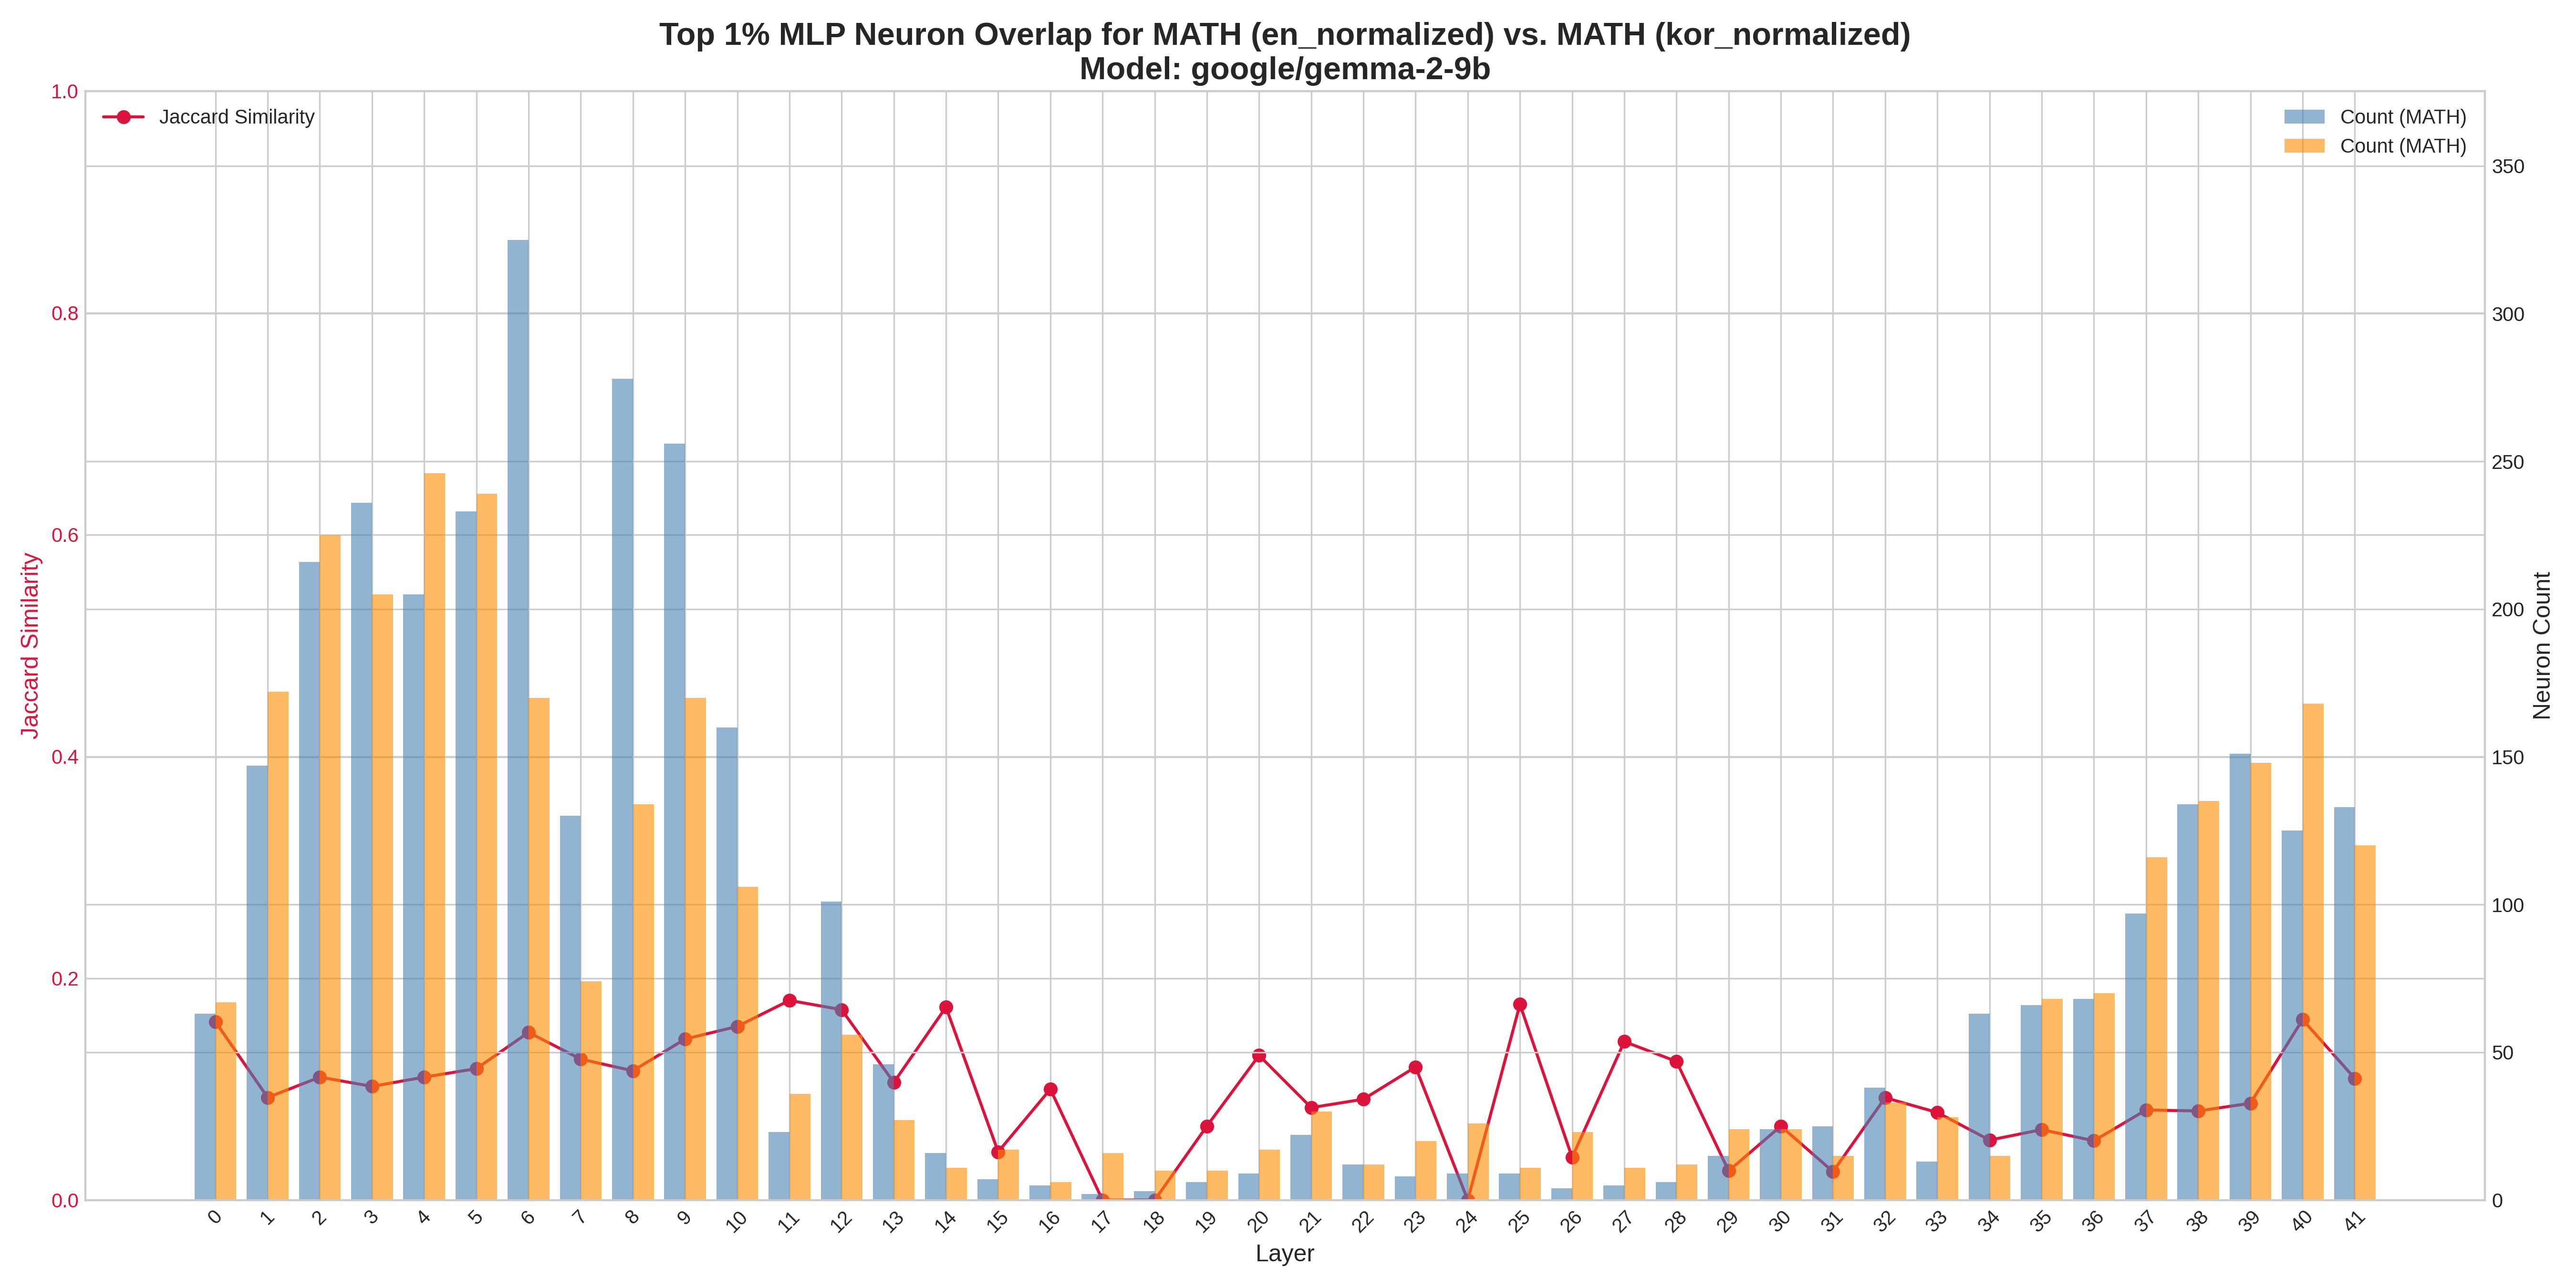 Top 1% MLP Neuron Overlap for MATH (en_normalized) vs. MATH (kor_normalized)
Model: google/gemma-2-9b
Jaccard Similarity
Count (MATH)
Count (MATH)
Jaccard Similarity
1.0
0.8
0.6
0.4
0.2
0.0
Neuron Count
350
300
250
200
150
100
50
0
0 1 2 3 4 5 6 7 8 9 10 11 12 13 14 15 16 17 18 19 20 21 22 23 24 25 26 27 28 29 30 31 32 33 34 35 36 37 38 39 40 41
Layer